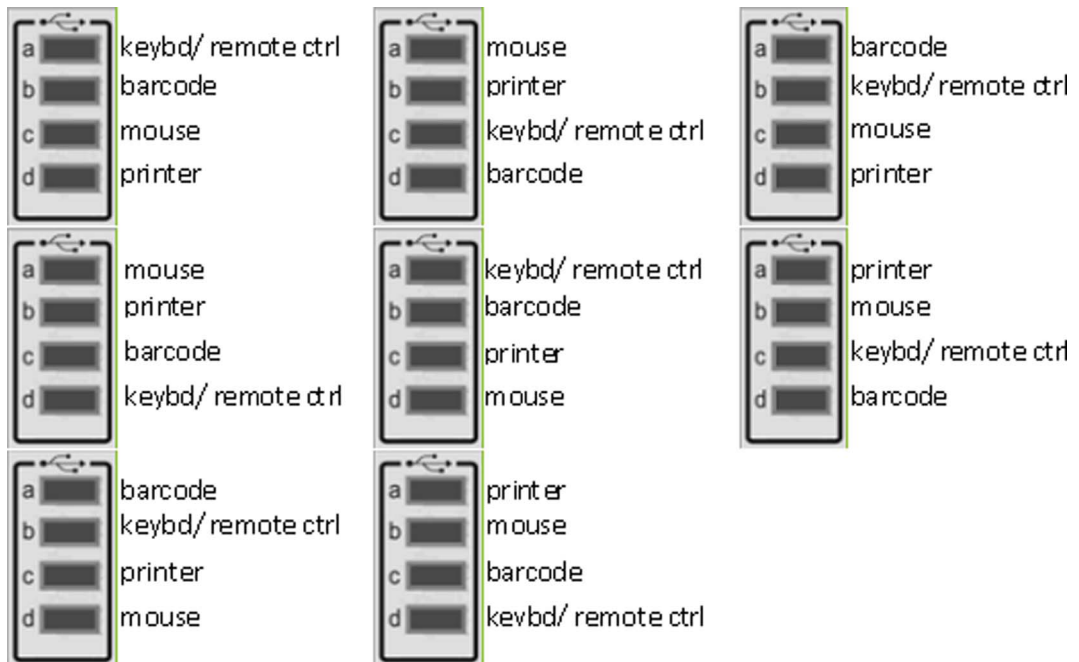 a keybd/ remote ctrl
b barcode
c mouse
d printer
a mouse
b printer
c keybd/ remote ctrl
d barcode
a barcode
b keybd/ remote ctrl
c mouse
d printer
a mouse
b printer
c barcode
d keybd/ remote ctrl
a keybd/ remote ctrl
b barcode
c printer
d mouse
a printer
b mouse
c keybd/ remote ctrl
d barcode
a barcode
b keybd/ remote ctrl
c printer
d mouse
a printer
b mouse
c barcode
d keybd/ remote ctrl